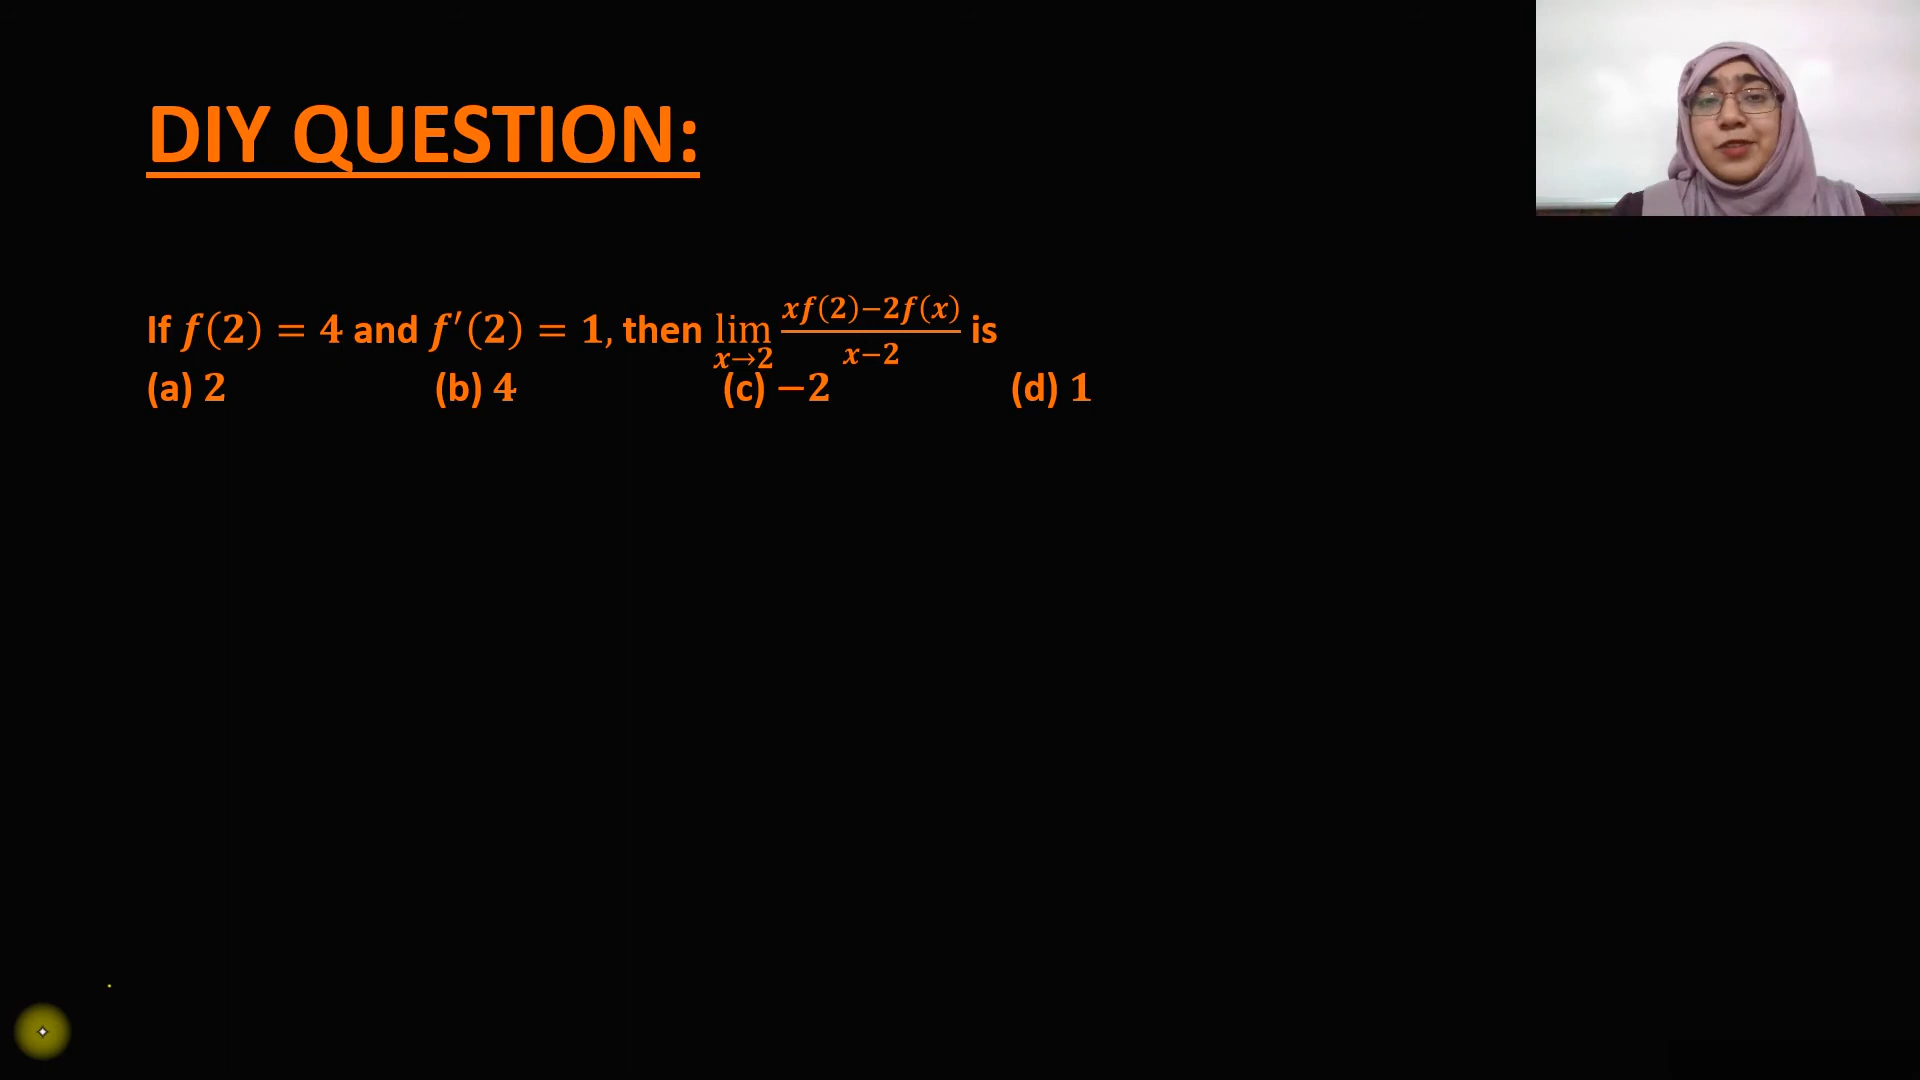 DIY QUESTION:
If f(2) = 4 and f′(2) = 1, then lim x→2 xf(2)−2f(x) / x−2 is
(a) 2 (b) 4 (c) −2 (d) 1